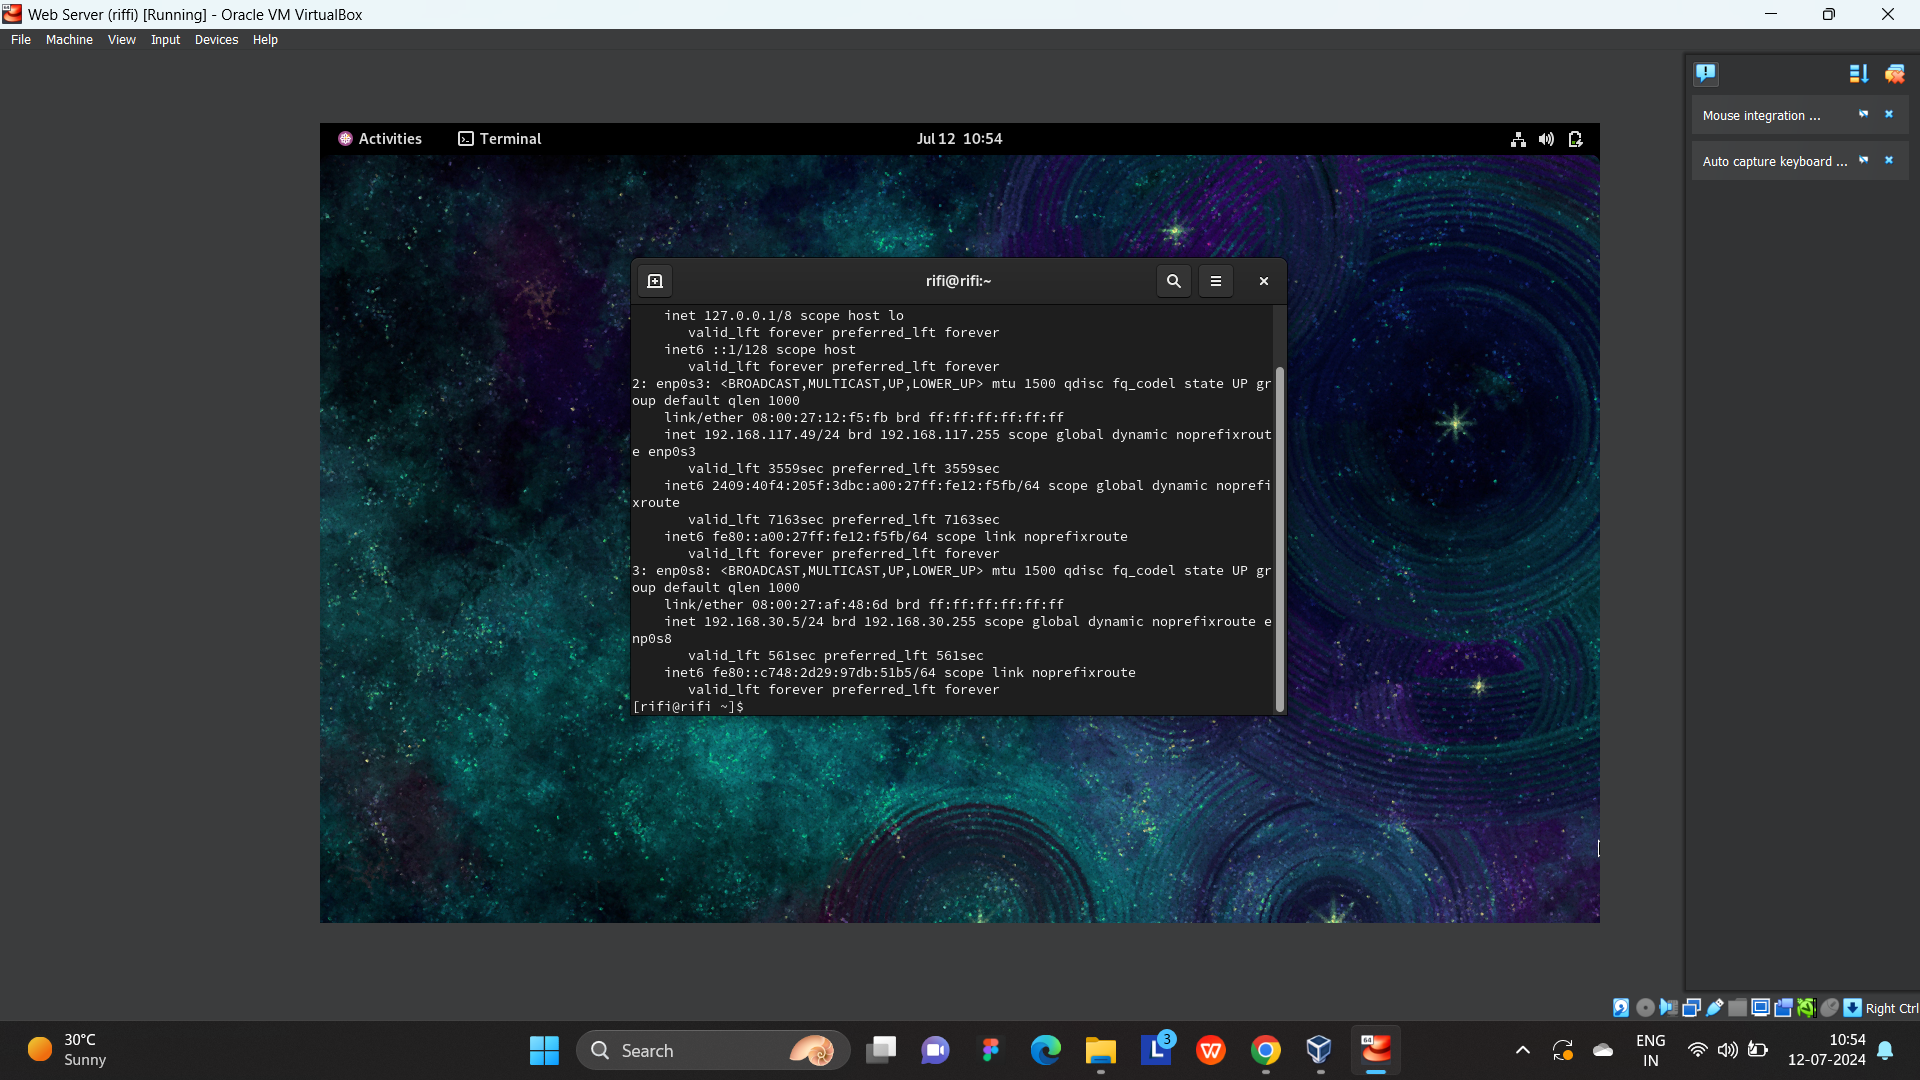 Web Server (riffi) [Running] - Oracle VM VirtualBox
File Machine View Input Devices Help
Mouse integration ...
Auto capture keyboard ...
Activities Terminal Jul 12 10:54
rifi@rifi:~
inet 127.0.0.1/8 scope host lo
valid_lft forever preferred_lft forever
inet6 ::1/128 scope host
valid_lft forever preferred_lft forever
2: enp0s3: <BROADCAST,MULTICAST,UP,LOWER_UP> mtu 1500 qdisc fq_codel state UP gr
oup default qlen 1000
link/ether 08:00:27:12:f5:fb brd ff:ff:ff:ff:ff:ff
inet 192.168.117.49/24 brd 192.168.117.255 scope global dynamic noprefixrout
e enp0s3
valid_lft 3559sec preferred_lft 3559sec
inet6 2409:40f4:205f:3dbc:a00:27ff:fe12:f5fb/64 scope global dynamic noprefi
xroute
valid_lft 7163sec preferred_lft 7163sec
inet6 fe80::a00:27ff:fe12:f5fb/64 scope link noprefixroute
valid_lft forever preferred_lft forever
3: enp0s8: <BROADCAST,MULTICAST,UP,LOWER_UP> mtu 1500 qdisc fq_codel state UP gr
oup default qlen 1000
link/ether 08:00:27:af:48:6d brd ff:ff:ff:ff:ff:ff
inet 192.168.30.5/24 brd 192.168.30.255 scope global dynamic noprefixroute e
np0s8
valid_lft 561sec preferred_lft 561sec
inet6 fe80::c748:2d29:97db:51b5/64 scope link noprefixroute
valid_lft forever preferred_lft forever
[rifi@rifi ~]$
Right Ctrl
30°C
Sunny
Search
L
3
W
64
ENG
IN
10:54
12-07-2024